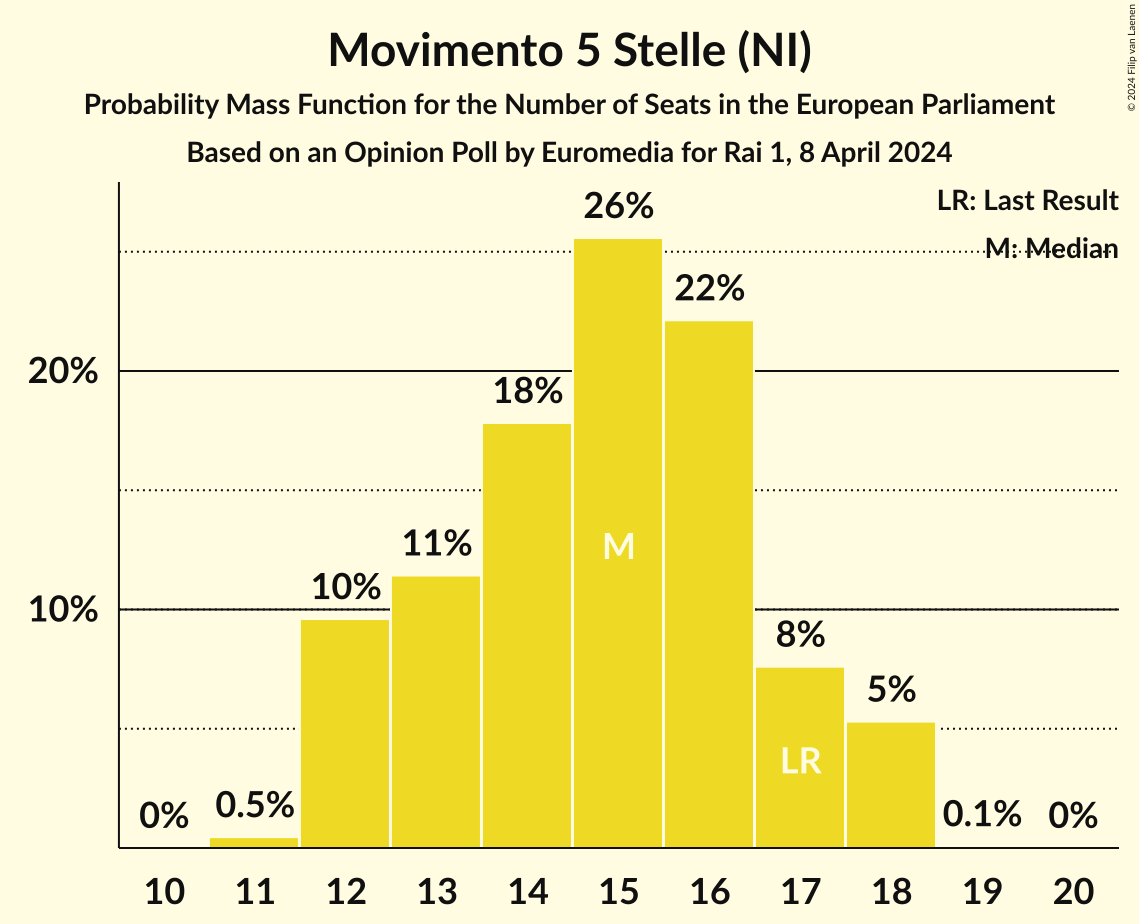 Movimento 5 Stelle (NI)
Probability Mass Function for the Number of Seats in the European Parliament
Based on an Opinion Poll by Euromedia for Rai 1, 8 April 2024
© 2024 Filip van Laenen
LR: Last Result
M: Median
26%
22%
20%
18%
M
11%
10%
10%
8%
5%
LR
0%
0.5%
0.1%
0%
10 11 12 13 14 15 16 17 18 19 20